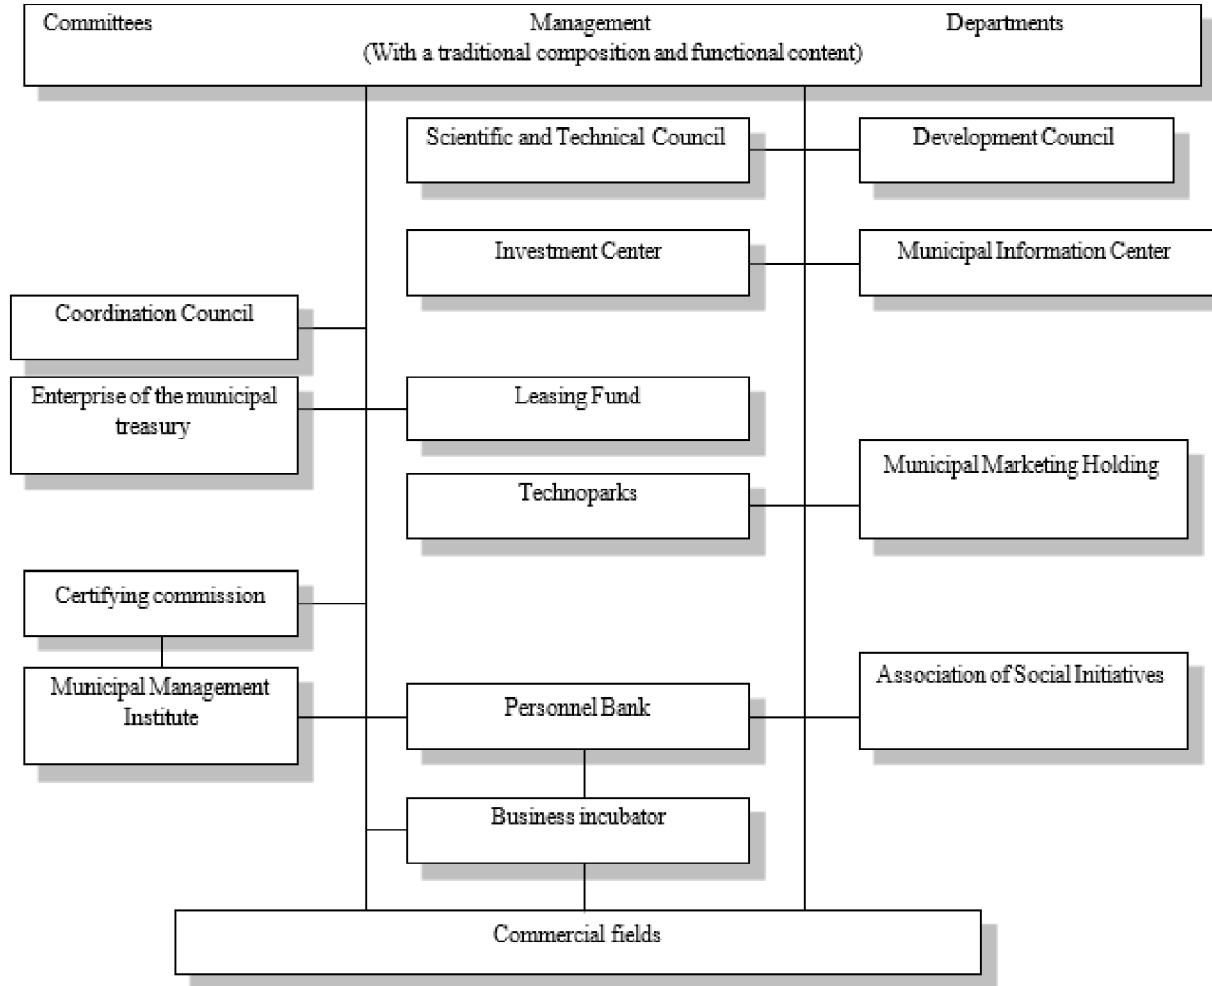 Committees Management Departments
(With a traditional composition and functional content)
Scientific and Technical Council
Development Council
Investment Center
Municipal Information Center
Coordination Council
Enterprise of the municipal
treasury
Leasing Fund
Municipal Marketing Holding
Technoparks
Certifying commission
Municipal Management
Institute
Personnel Bank
Association of Social Initiatives
Business incubator
Commercial fields